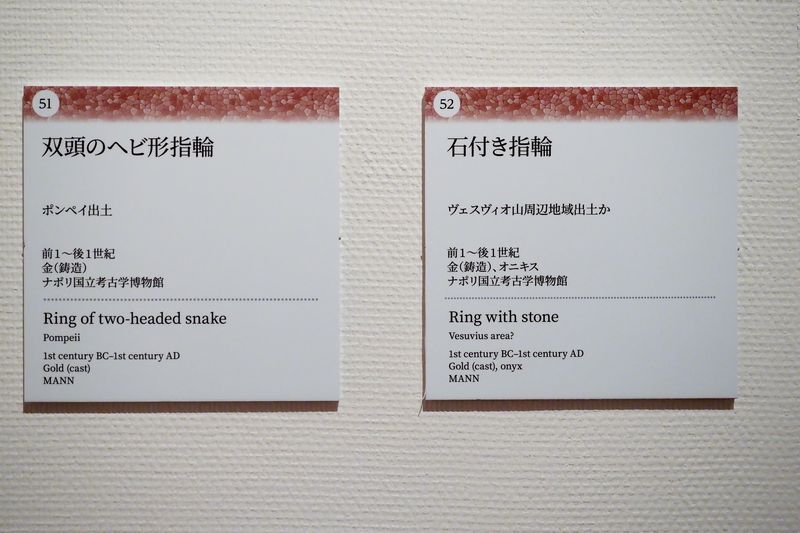 51
双頭のヘビ形指輪
ポンペイ出土
前1～後1世紀
金(鋳造)
ナポリ国立考古学博物館
Ring of two-headed snake
Pompeii
1st century BC–1st century AD
Gold (cast)
MANN
52
石付き指輪
ヴェスヴィオ山周辺地域出土か
前1～後1世紀
金(鋳造)、オニキス
ナポリ国立考古学博物館
Ring with stone
Vesuvius area?
1st century BC–1st century AD
Gold (cast), onyx
MANN